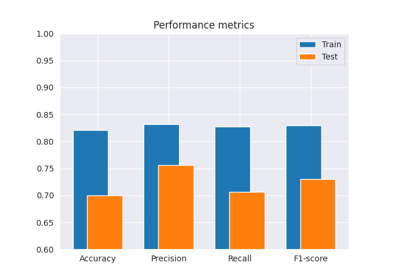 Performance metrics
1.00
0.95
0.90
0.85
0.80
0.75
0.70
0.65
0.60
Train
Test
Accuracy Precision Recall F1-score